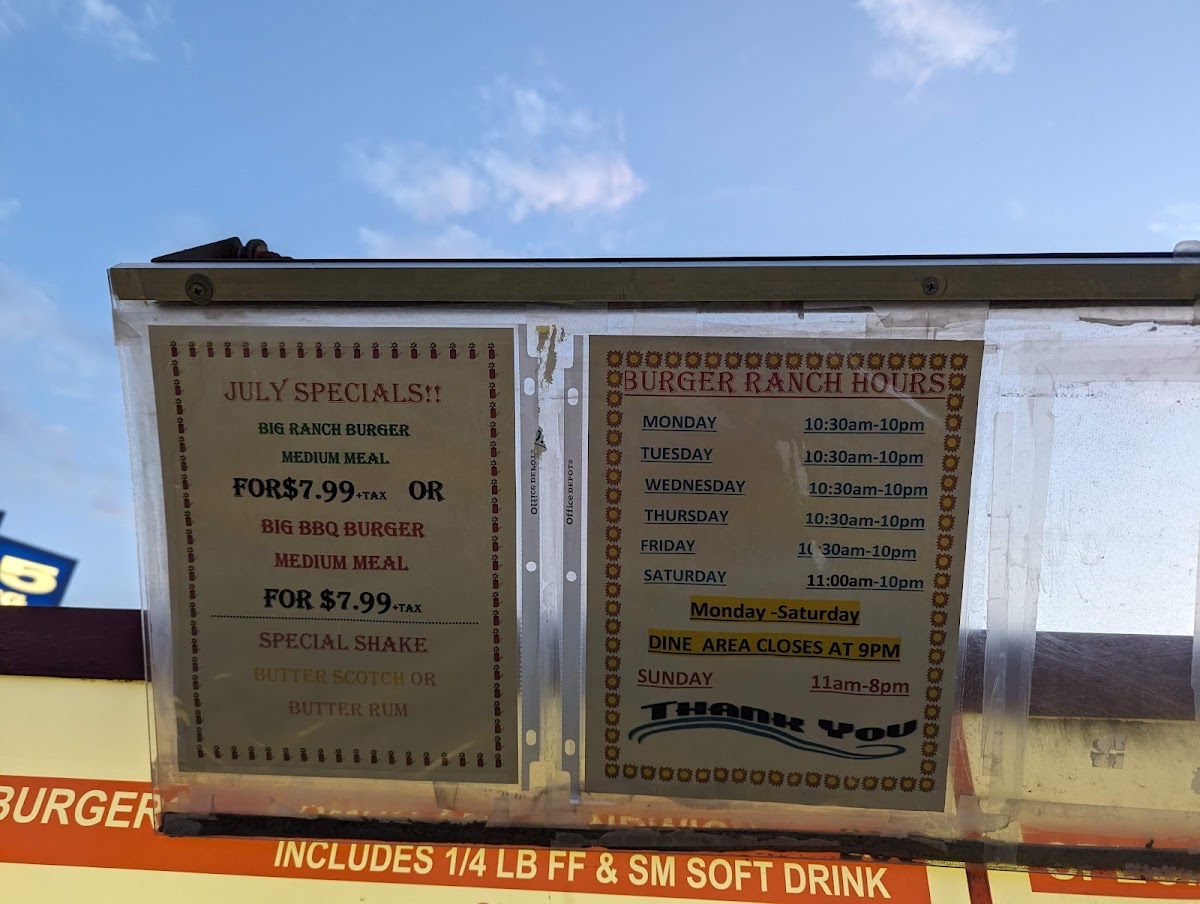 JULY SPECIALS!!
BIG RANCH BURGER
MEDIUM MEAL
FOR$7.99+TAX OR
BIG BBQ BURGER
MEDIUM MEAL
FOR $7.99+TAX
SPECIAL SHAKE
BUTTER SCOTCH OR
BUTTER RUM
Office DEPOT
Office DEPOT®
BURGER RANCH HOURS
MONDAY 10:30am-10pm
TUESDAY 10:30am-10pm
WEDNESDAY 10:30am-10pm
THURSDAY 10:30am-10pm
FRIDAY 10:30am-10pm
SATURDAY 11:00am-10pm
Monday -Saturday
DINE AREA CLOSES AT 9PM
SUNDAY 11am-8pm
THANK YOU
5
BURGER
INCLUDES 1/4 LB FF & SM SOFT DRINK